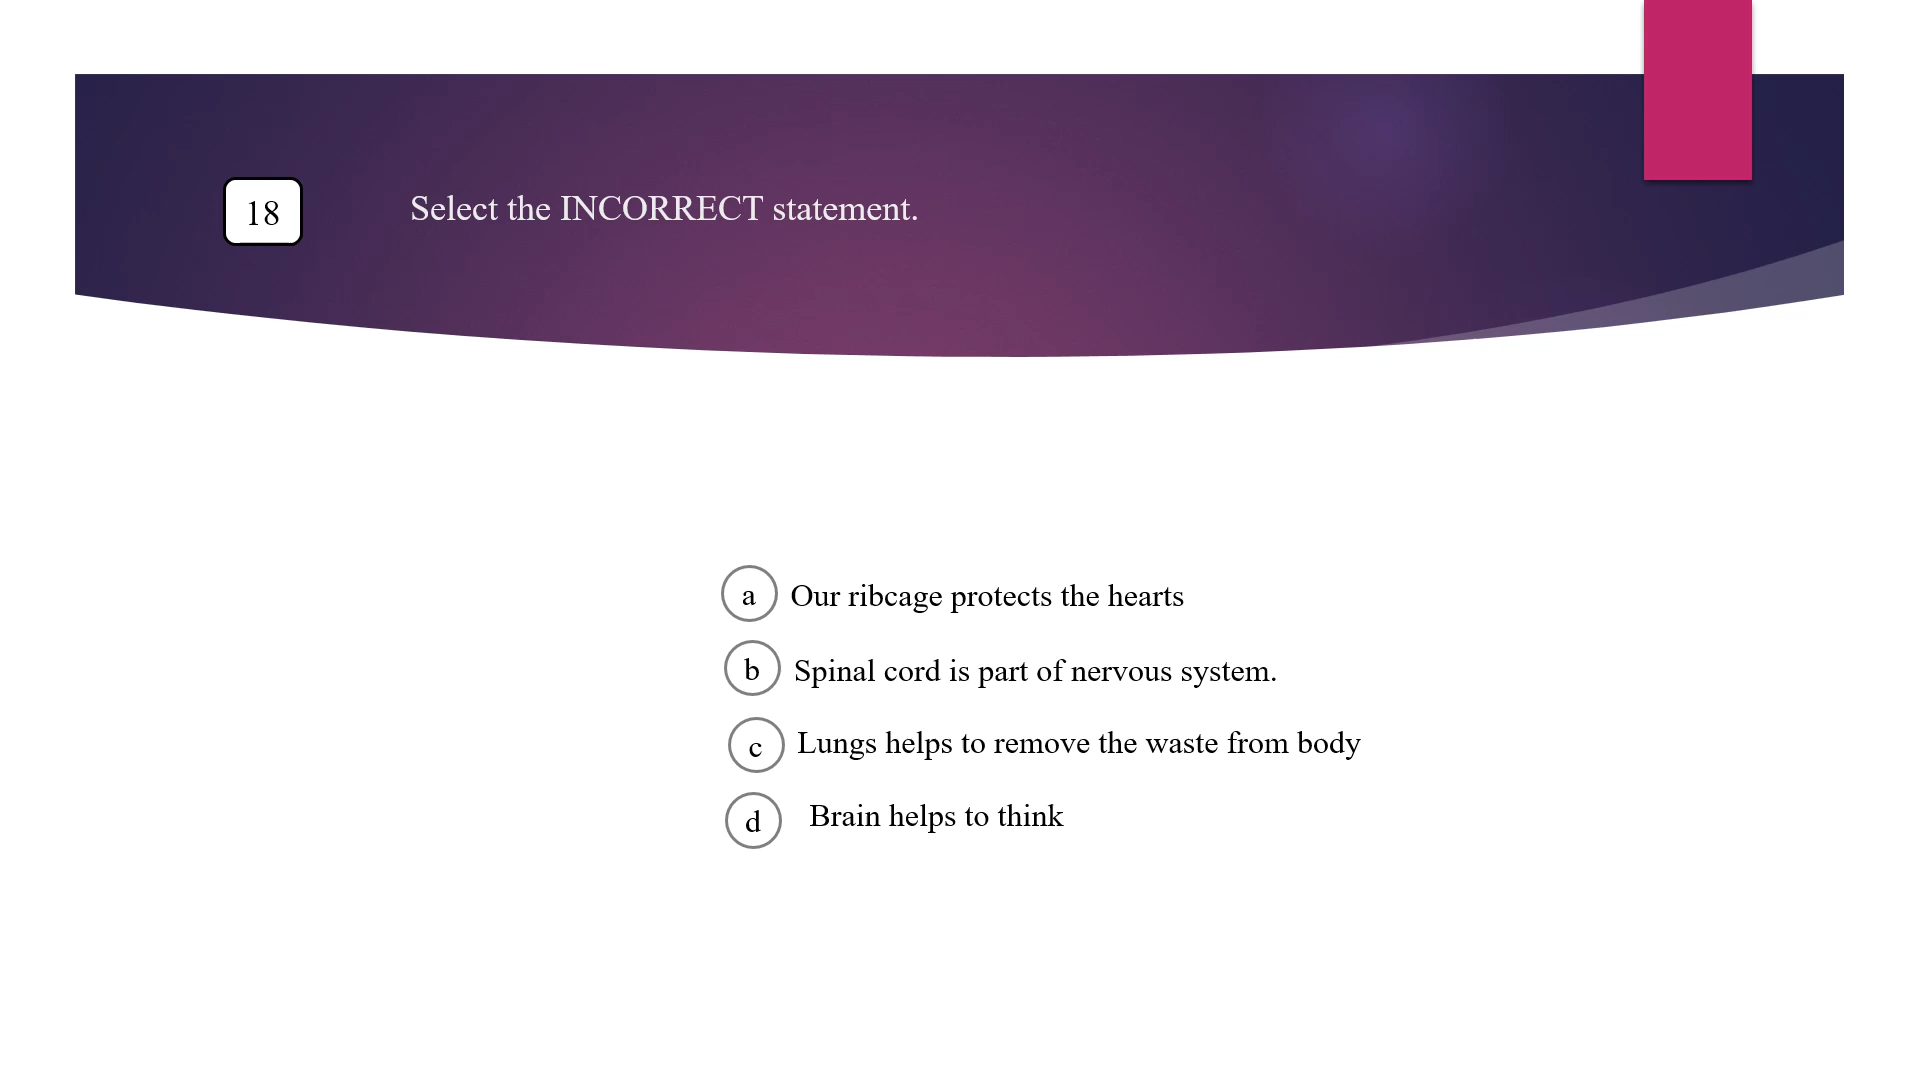 18
Select the INCORRECT statement.
a Our ribcage protects the hearts
b Spinal cord is part of nervous system.
c Lungs helps to remove the waste from body
d Brain helps to think